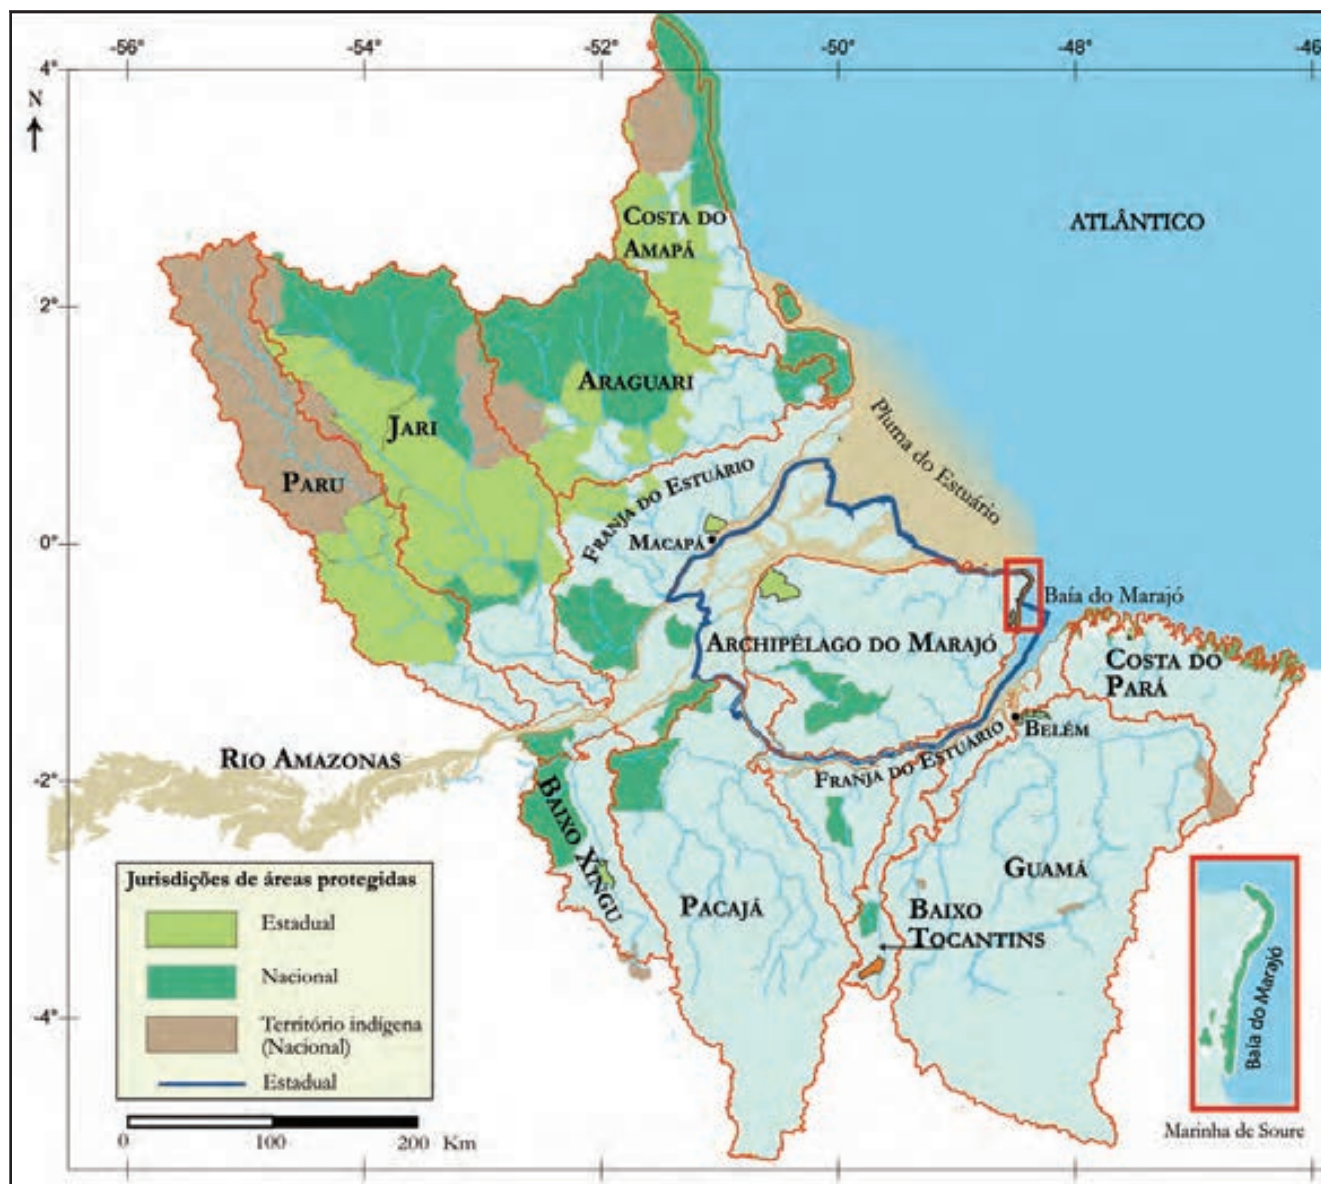 -56°
-54°
-52°
-50°
-48°
-46
4°
N
Costa do
Amapá
ATLÂNTICO
2°
Araguari
Jari
Pluma do Estuário
Paru
Franja do Estuário
0°
Macapá
Baía do Marajó
Archipélago do Marajó
Costa do
Pará
Belém
Rio Amazonas
Franja do Estuário
-2°
Baixo Xingu
Guamá
Jurisdições de áreas protegidas
Estadual
Nacional
Território indígena
(Nacional)
Estadual
Pacajá
Baixo
Tocantins
Baía do Marajó
-4°
0 100 200 Km
Marinha de Soure